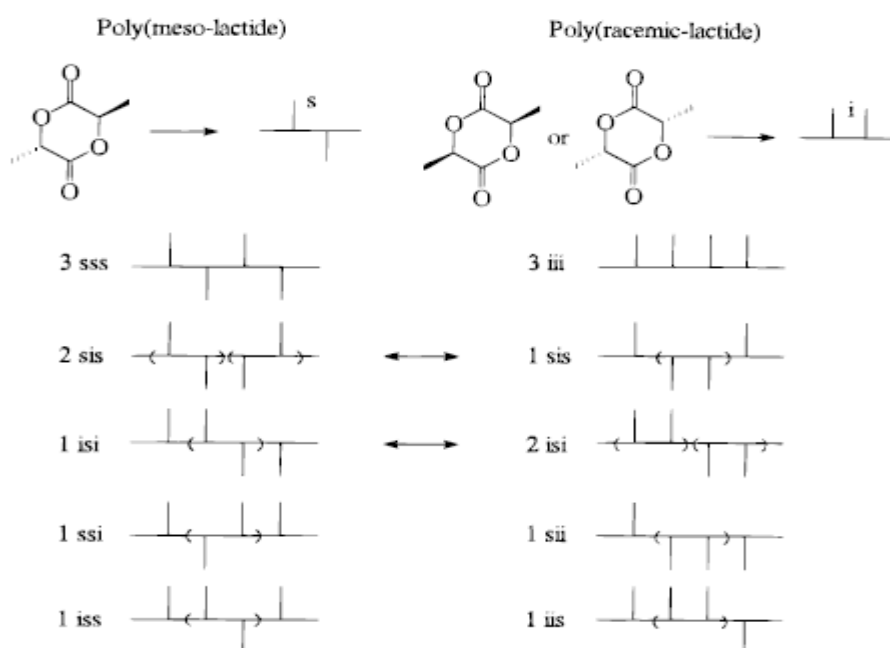 Poly(meso-lactide) Poly(racemic-lactide)
O O O
s i
O O O O
or
O O O O
3 sss 3 iii
2 sis 1 sis
1 isi 2 isi
1 ssi 1 sii
1 iss 1 iis